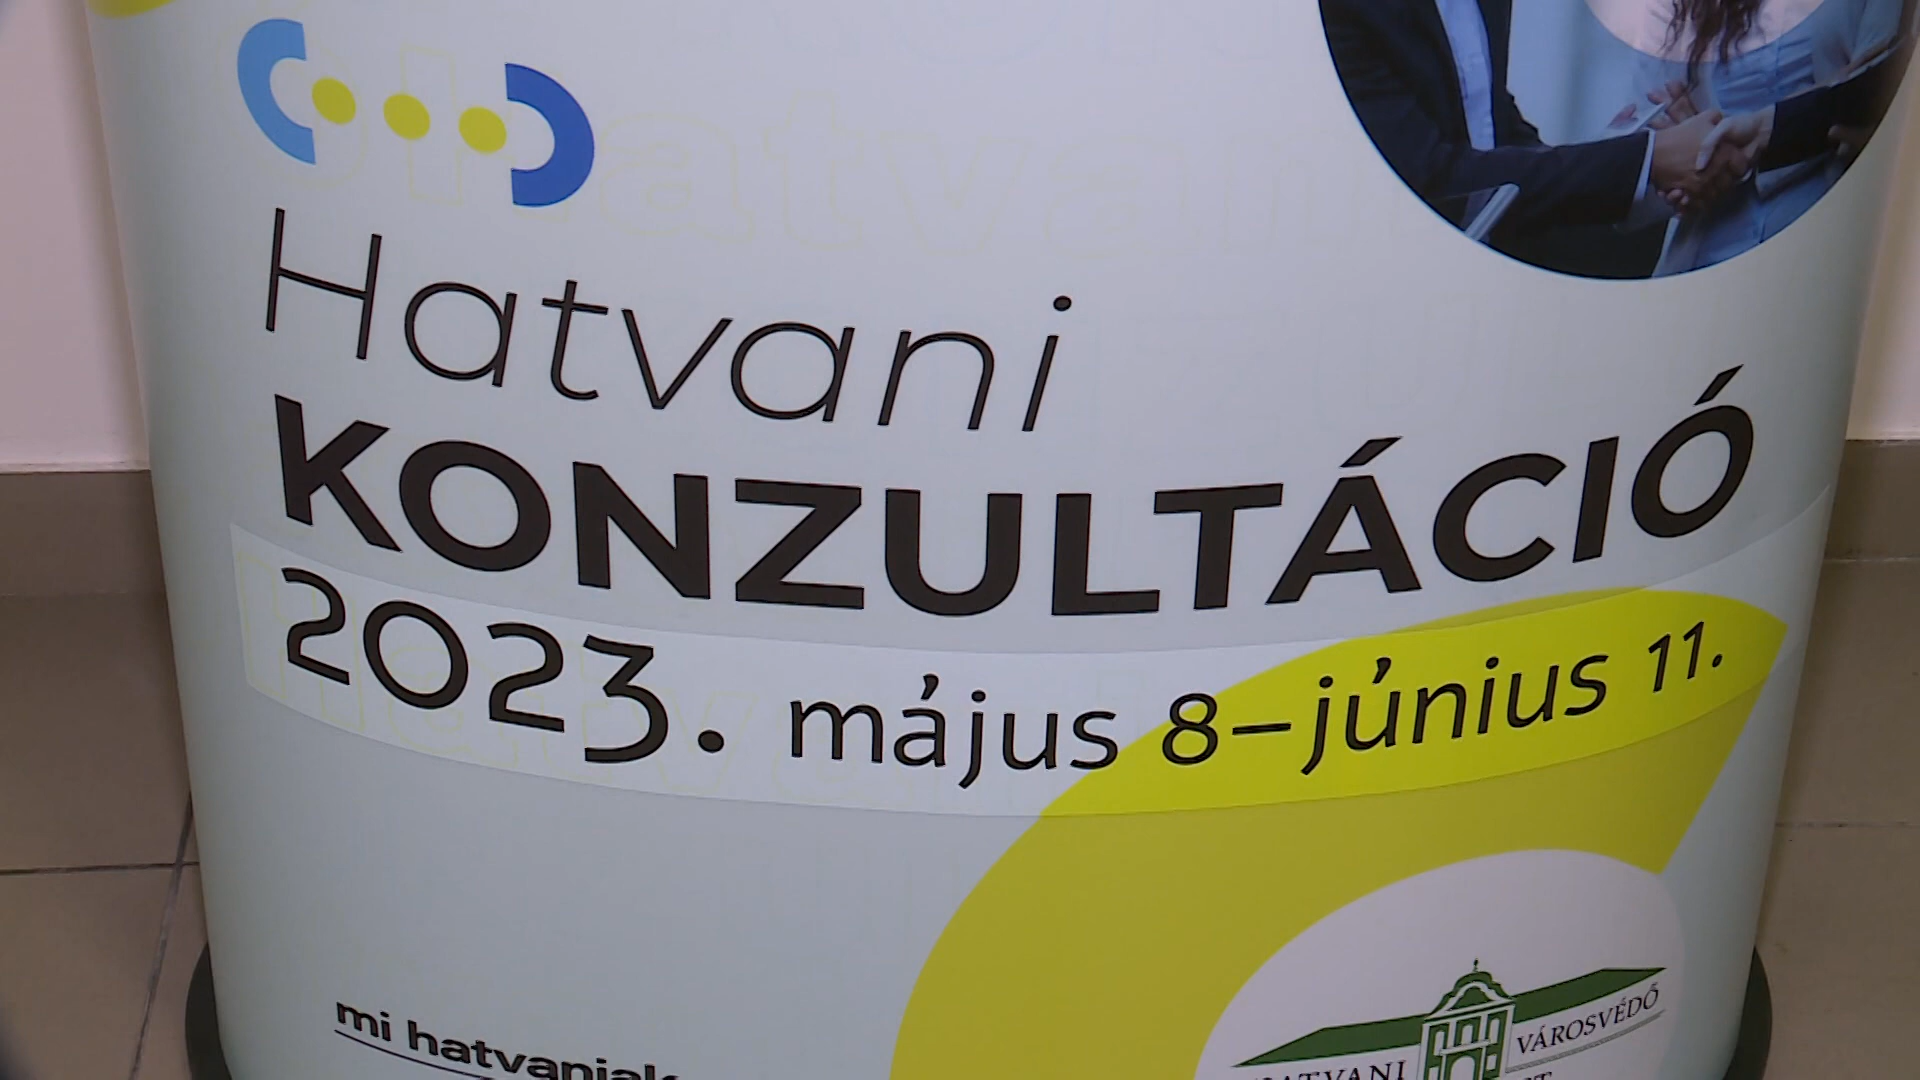 Hatvani
KONZULTÁCIÓ
2023. május 8–június 11.
mi hatvaniak
HATVANI VÁROSVÉDŐ